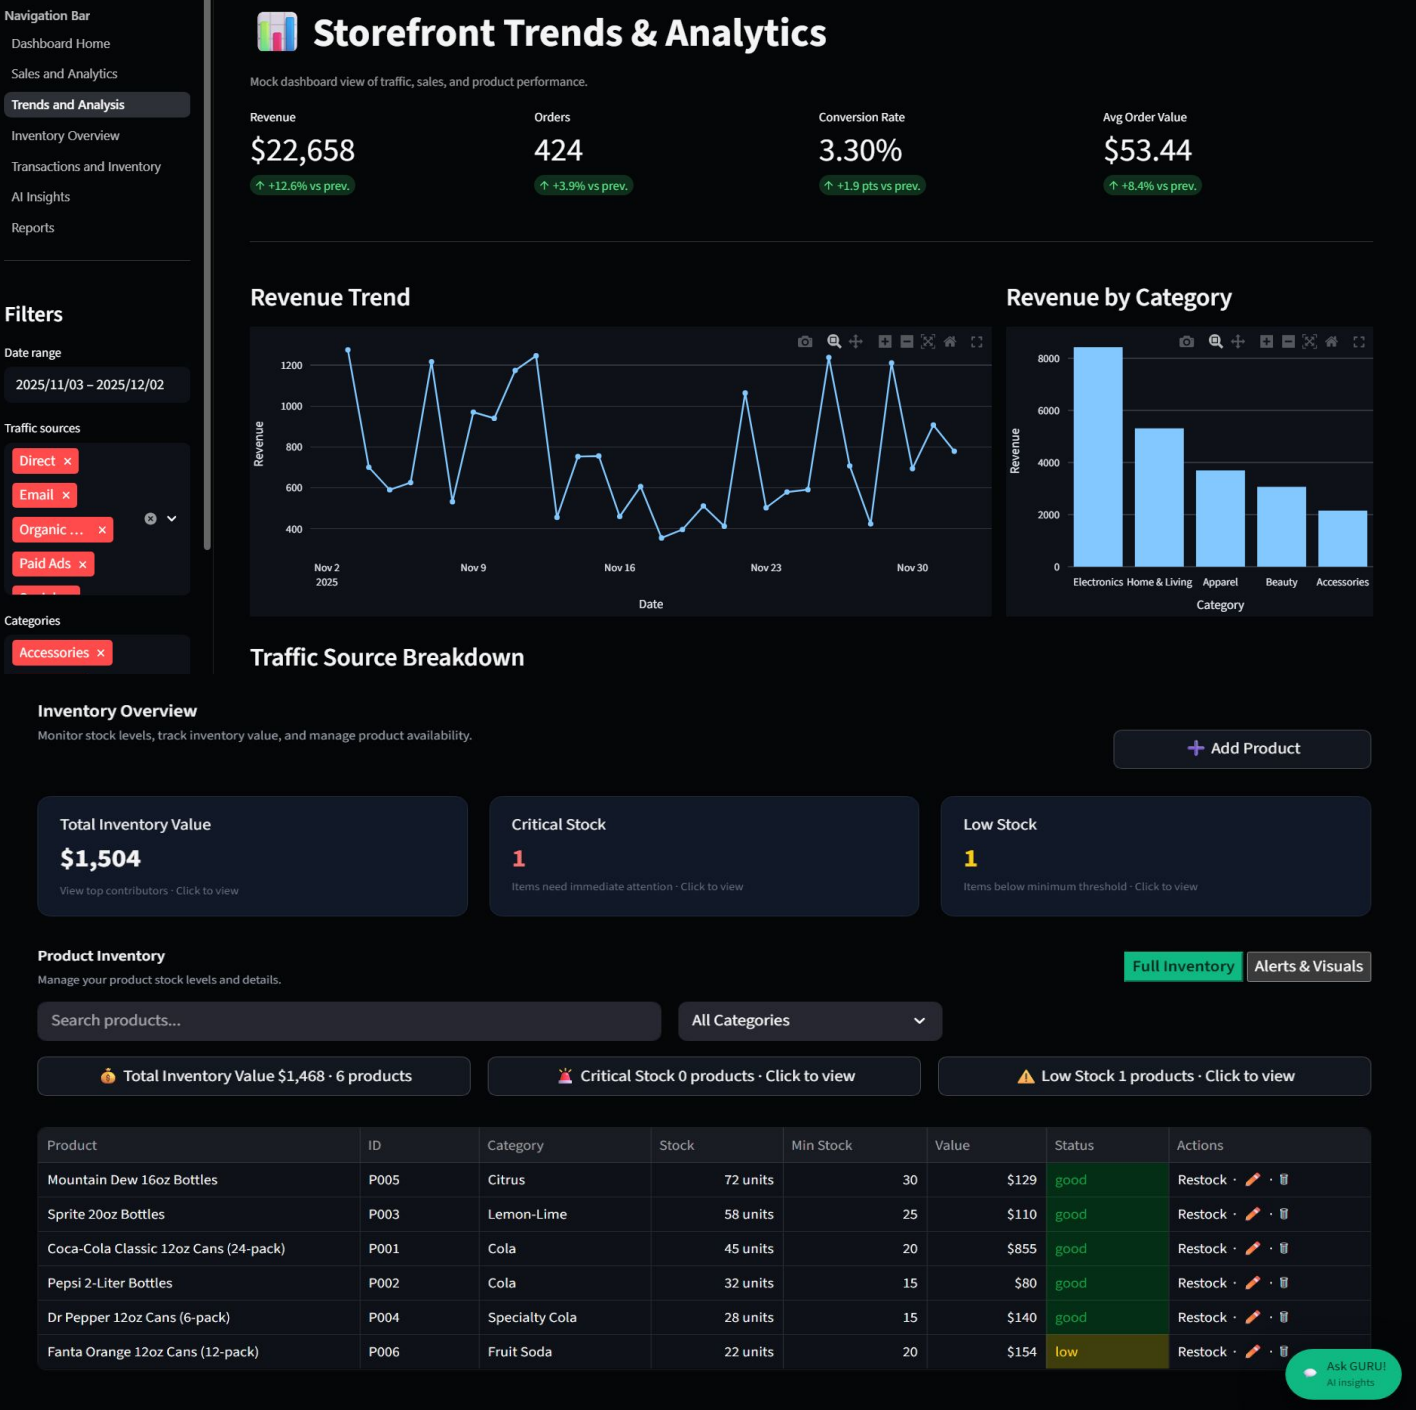 Navigation Bar
Dashboard Home
Sales and Analytics
Trends and Analysis
Inventory Overview
Transactions and Inventory
AI Insights
Reports
Filters
Date range
2025/11/03 – 2025/12/02
Traffic sources
Direct ×
Email ×
Organic ... ×
Paid Ads ×
Categories
Accessories ×
Storefront Trends & Analytics
Mock dashboard view of traffic, sales, and product performance.
Revenue
$22,658
↑ +12.6% vs prev.
Orders
424
↑ +3.9% vs prev.
Conversion Rate
3.30%
↑ +1.9 pts vs prev.
Avg Order Value
$53.44
↑ +8.4% vs prev.
Revenue Trend
Revenue
1200
1000
800
600
400
Nov 2
2025
Nov 9
Nov 16
Nov 23
Nov 30
Date
Revenue by Category
Revenue
8000
6000
4000
2000
0
Electronics Home & Living Apparel Beauty Accessories
Category
Traffic Source Breakdown
Inventory Overview
Monitor stock levels, track inventory value, and manage product availability.
Add Product
Total Inventory Value
$1,504
View top contributors · Click to view
Critical Stock
1
Items need immediate attention · Click to view
Low Stock
1
Items below minimum threshold · Click to view
Product Inventory
Manage your product stock levels and details.
Full Inventory
Alerts & Visuals
Search products...
All Categories
Total Inventory Value $1,468 · 6 products
Critical Stock 0 products · Click to view
Low Stock 1 products · Click to view
Product ID Category Stock Min Stock Value Status Actions
Mountain Dew 16oz Bottles P005 Citrus 72 units 30 $129 good Restock · ·
Sprite 20oz Bottles P003 Lemon-Lime 58 units 25 $110 good Restock · ·
Coca-Cola Classic 12oz Cans (24-pack) P001 Cola 45 units 20 $855 good Restock · ·
Pepsi 2-Liter Bottles P002 Cola 32 units 15 $80 good Restock · ·
Dr Pepper 12oz Cans (6-pack) P004 Specialty Cola 28 units 15 $140 good Restock · ·
Fanta Orange 12oz Cans (12-pack) P006 Fruit Soda 22 units 20 $154 low Restock · ·
Ask GURU!
AI insights